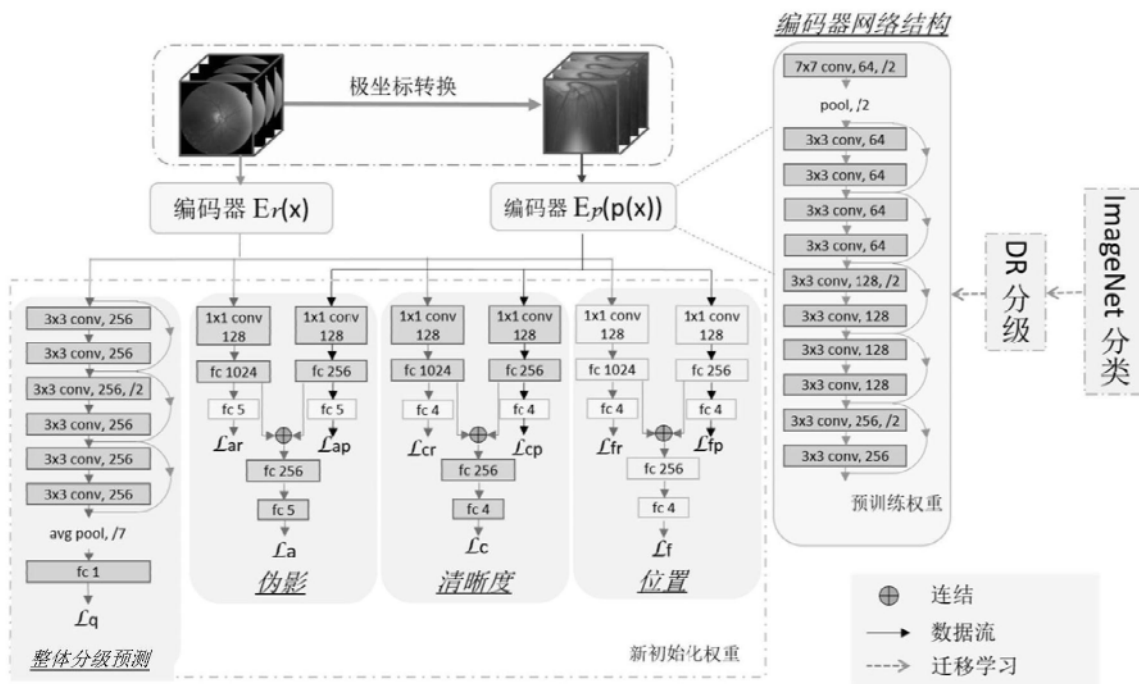 编码器网络结构
7x7 conv, 64, /2
pool, /2
3x3 conv, 64
3x3 conv, 64
3x3 conv, 64
3x3 conv, 64
3x3 conv, 128, /2
3x3 conv, 128
3x3 conv, 128
3x3 conv, 128
3x3 conv, 256, /2
3x3 conv, 256
预训练权重
DR 分级
ImageNet 分类
极坐标转换
编码器 Er(x)
编码器 Ep(p(x))
3x3 conv, 256
3x3 conv, 256
3x3 conv, 256, /2
3x3 conv, 256
3x3 conv, 256
3x3 conv, 256
avg pool, /7
fc 1
ℒq
整体分级预测
1x1 conv
128
fc 1024
fc 5
ℒar
1x1 conv
128
fc 256
fc 5
ℒap
fc 256
fc 5
ℒa
伪影
1x1 conv
128
fc 1024
fc 4
ℒcr
1x1 conv
128
fc 256
fc 4
ℒcp
fc 256
fc 4
ℒc
清晰度
1x1 conv
128
fc 1024
fc 4
ℒfr
1x1 conv
128
fc 256
fc 4
ℒfp
fc 256
fc 4
ℒf
位置
新初始化权重
连结
数据流
迁移学习